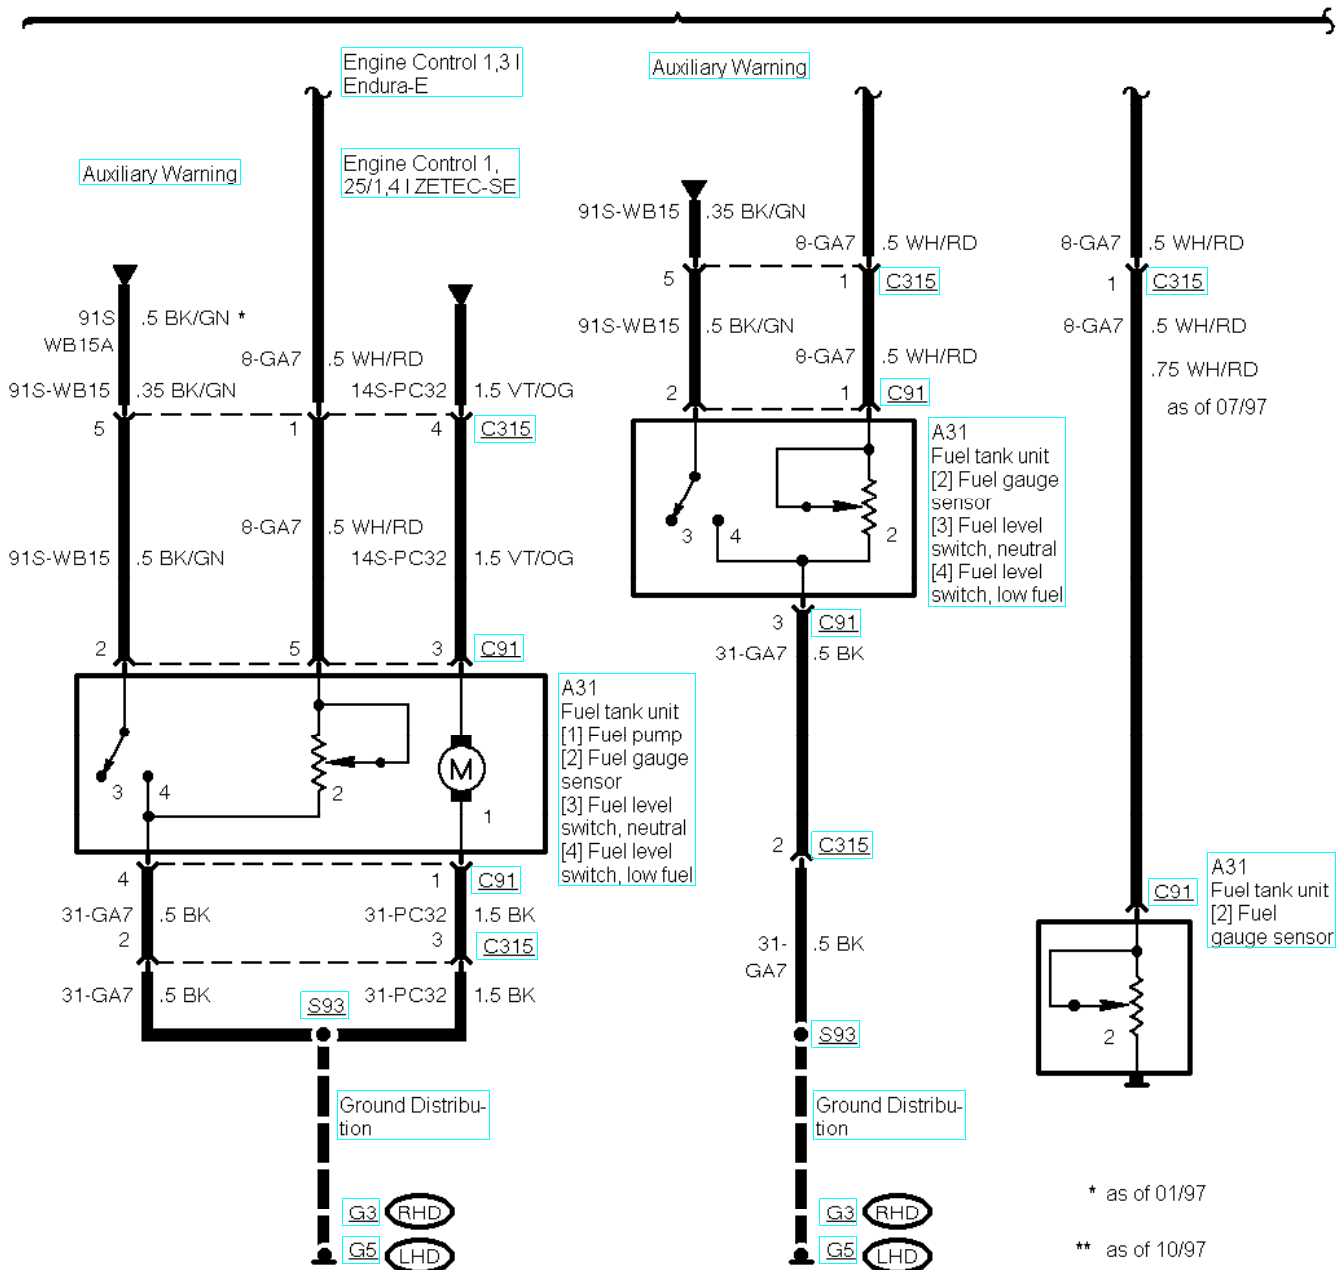 Engine Control 1,3 l
Endura-E
Auxiliary Warning
Auxiliary Warning
Engine Control 1,
25/1,4 l ZETEC-SE
91S-WB15 .35 BK/GN
8-GA7 .5 WH/RD
8-GA7 .5 WH/RD
5 1 C315
1 C315
91S .5 BK/GN *
WB15A
91S-WB15 .5 BK/GN
8-GA7 .5 WH/RD
8-GA7 .5 WH/RD
8-GA7 .5 WH/RD
.75 WH/RD
as of 07/97
91S-WB15 .35 BK/GN
14S-PC32 1.5 VT/OG
2 1 C91
5 1 4 C315
A31
Fuel tank unit
[2] Fuel gauge
sensor
[3] Fuel level
switch, neutral
[4] Fuel level
switch, low fuel
3 4 2
8-GA7 .5 WH/RD
91S-WB15 .5 BK/GN
14S-PC32 1.5 VT/OG
3 C91
31-GA7 .5 BK
2 5 3 C91
A31
Fuel tank unit
[1] Fuel pump
[2] Fuel gauge
sensor
[3] Fuel level
switch, neutral
[4] Fuel level
switch, low fuel
M
3 4 2 1
2 C315
A31
Fuel tank unit
[2] Fuel
gauge sensor
C91
4 1 C91
31-GA7 .5 BK
31-PC32 1.5 BK
2 3 C315
31- .5 BK
GA7
31-GA7 .5 BK
31-PC32 1.5 BK
S93
S93
2
Ground Distribu-
tion
Ground Distribu-
tion
* as of 01/97
G3 RHD
G3 RHD
** as of 10/97
G5 LHD
G5 LHD